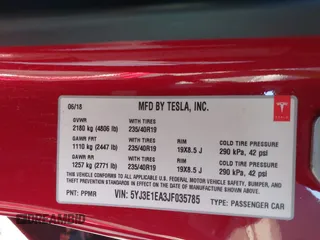 06/18
MFD BY TESLA, INC.
TESLA
GVWR
2180 kg (4806 lb)
WITH TIRES
235/40R19
GAWR FRT
1110 kg (2447 lb)
WITH TIRES
235/40R19
RIM
19X8.5 J
COLD TIRE PRESSURE
290 kPa, 42 psi
GAWR RR
1257 kg (2771 lb)
WITH TIRES
235/40R19
RIM
19X8.5 J
COLD TIRE PRESSURE
290 kPa, 42 psi
THIS VEHICLE CONFORMS TO ALL APPLICABLE U.S. FEDERAL MOTOR VEHICLE
SAFETY, BUMPER, AND THEFT PREVENTION STANDARDS IN EFFECT ON THE
DATE OF MANUFACTURE SHOWN ABOVE.
PNT: PPMR
VIN: 5YJ3E1EA3JF035785
TYPE: PASSENGER CAR